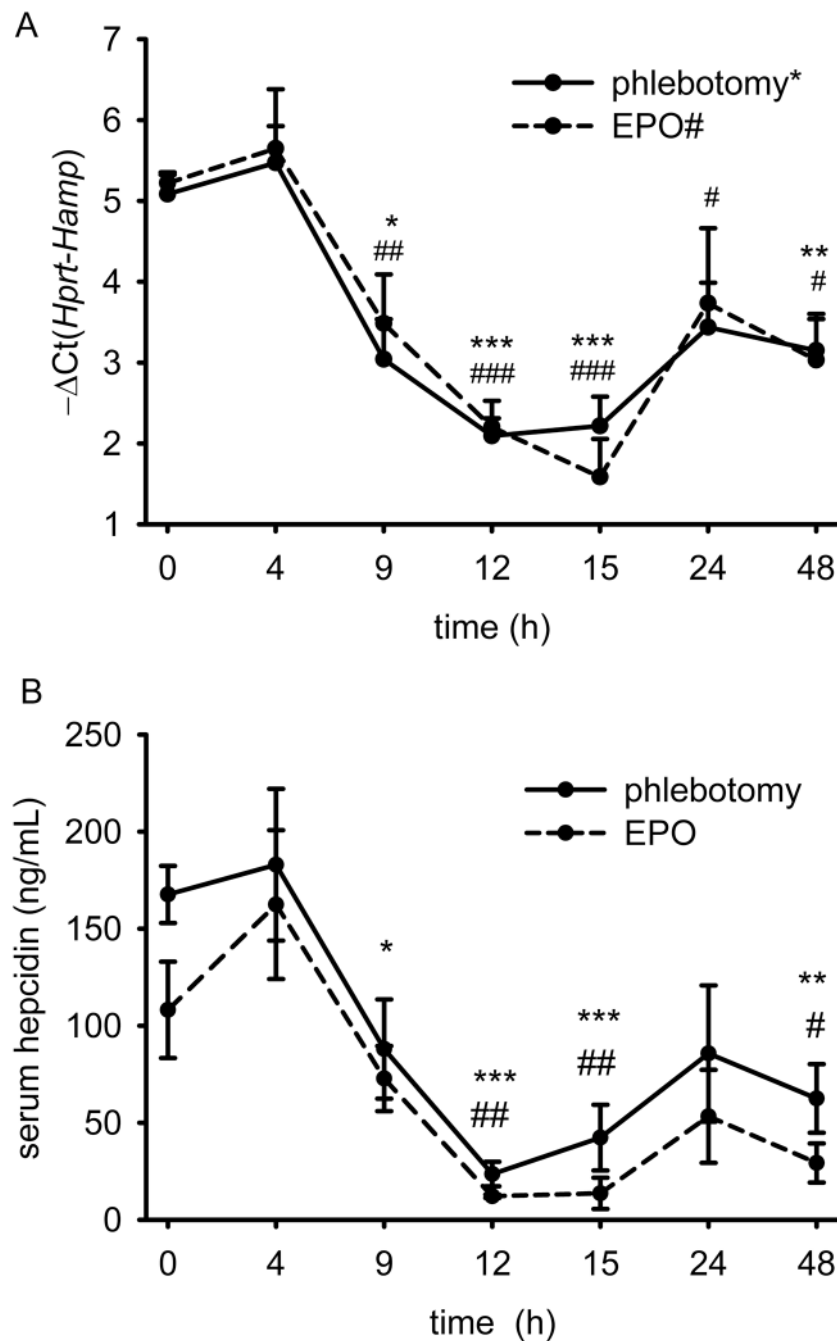 A
7
phlebotomy*
6
EPO#
5
#
*
**
##
#
4
***
***
###
###
3
2
1
0 4 9 12 15 24 48
−ΔCt(Hprt-Hamp)
time (h)
B
250
phlebotomy
200
EPO
150
*
**
***
#
100
***
##
##
50
0
0 4 9 12 15 24 48
serum hepcidin (ng/mL)
time (h)